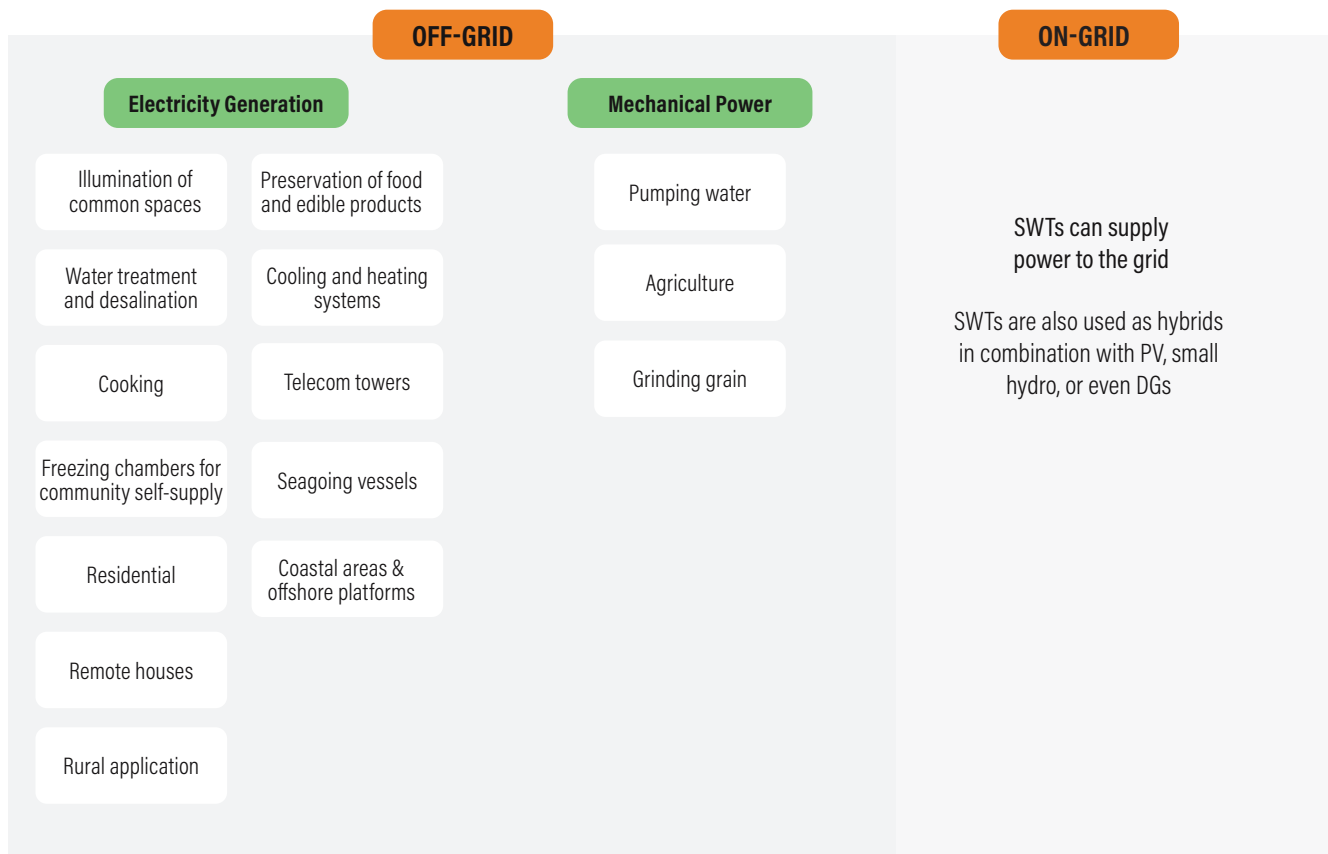 OFF-GRID
ON-GRID
Electricity Generation
Mechanical Power
Illumination of
common spaces
Preservation of food
and edible products
Pumping water
Water treatment
and desalination
Cooling and heating
systems
Agriculture
Cooking
Telecom towers
Grinding grain
Freezing chambers for
community self-supply
Seagoing vessels
Residential
Coastal areas &
offshore platforms
Remote houses
Rural application
SWTs can supply
power to the grid
SWTs are also used as hybrids
in combination with PV, small
hydro, or even DGs